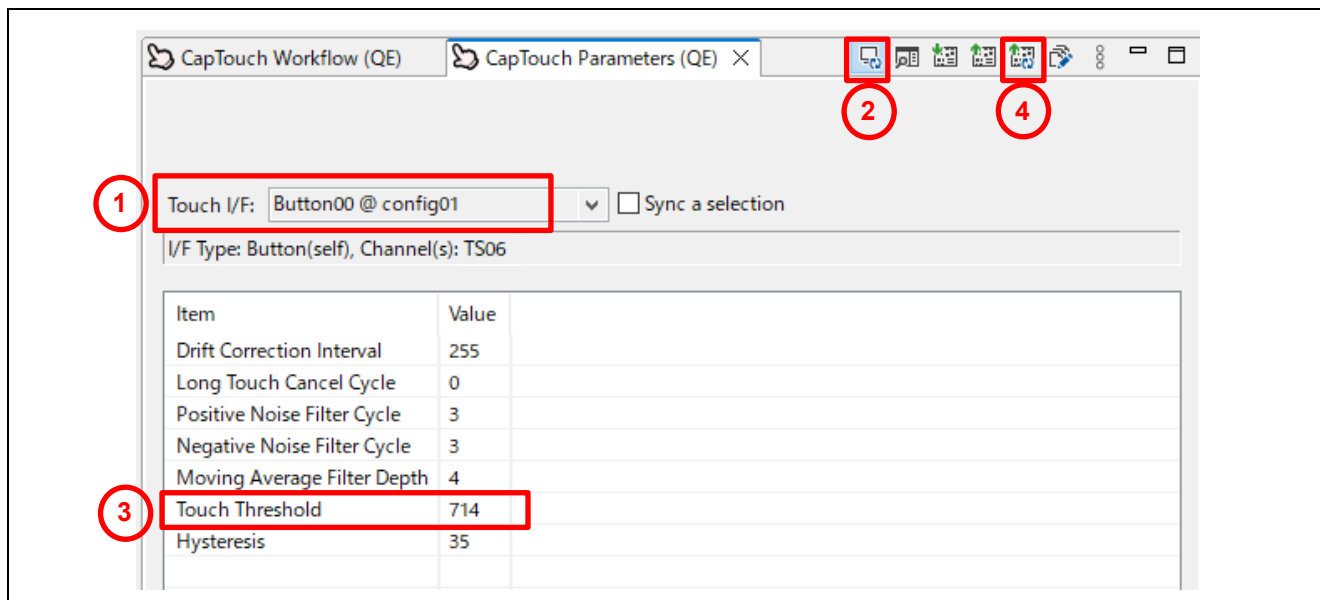 CapTouch Workflow (QE) CapTouch Parameters (QE)
2 4
1 Touch I/F: Button00 @ config01 Sync a selection
I/F Type: Button(self), Channel(s): TS06
Item Value
Drift Correction Interval 255
Long Touch Cancel Cycle 0
Positive Noise Filter Cycle 3
Negative Noise Filter Cycle 3
Moving Average Filter Depth 4
3 Touch Threshold 714
Hysteresis 35